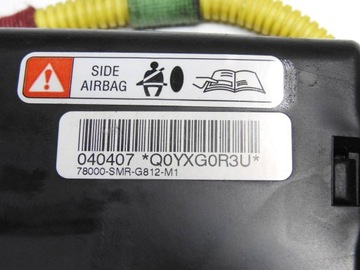 SIDE
AIRBAG
040407 *Q0YXG0R3U*
78000-SMR-G812-M1